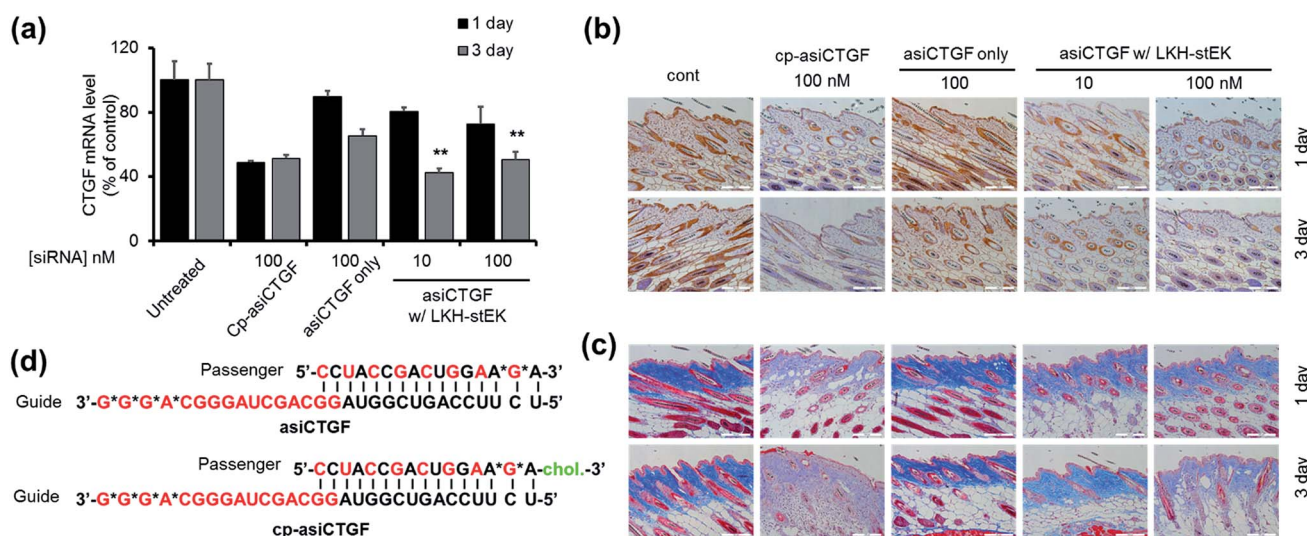 (a)
1 day
3 day
CTGF mRNA level
(% of control)
120
80
40
0
[siRNA] nM
100
100
10
100
Untreated
Cp-asiCTGF
asiCTGF only
asiCTGF
w/ LKH-stEK
**
**
(b)
cont
cp-asiCTGF
100 nM
asiCTGF only
100
asiCTGF w/ LKH-stEK
10
100 nM
1 day
3 day
(d)
Passenger 5'-CCUACCGACUGGAA*G*A-3'
Guide 3'-G*G*G*A*CGGGAUCGACGGAUGGCUGACCUUCU-5'
asiCTGF
Passenger 5'-CCUACCGACUGGAA*G*A-chol.-3'
Guide 3'-G*G*G*A*CGGGAUCGACGGAUGGCUGACCUUCU-5'
cp-asiCTGF
(c)
1 day
3 day